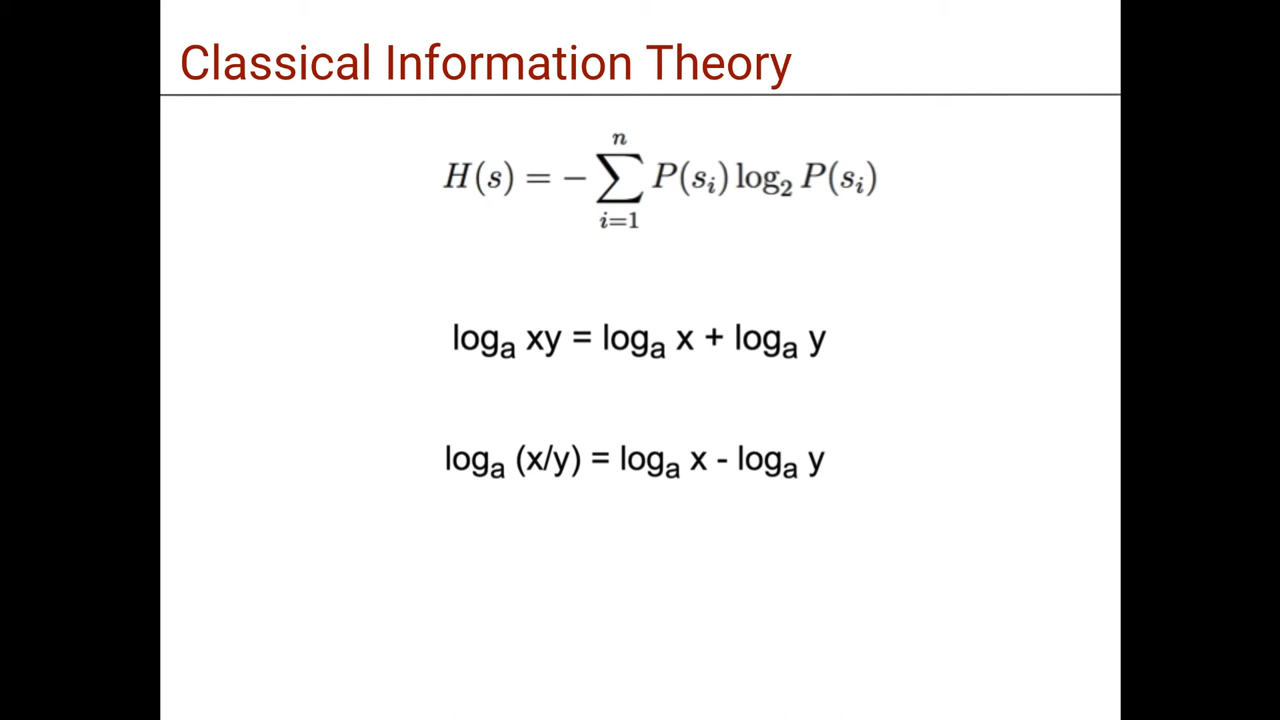 Classical Information Theory
H(s) = − ∑_{i=1}^{n} P(s_i) log_2 P(s_i)
log_a xy = log_a x + log_a y
log_a (x/y) = log_a x - log_a y